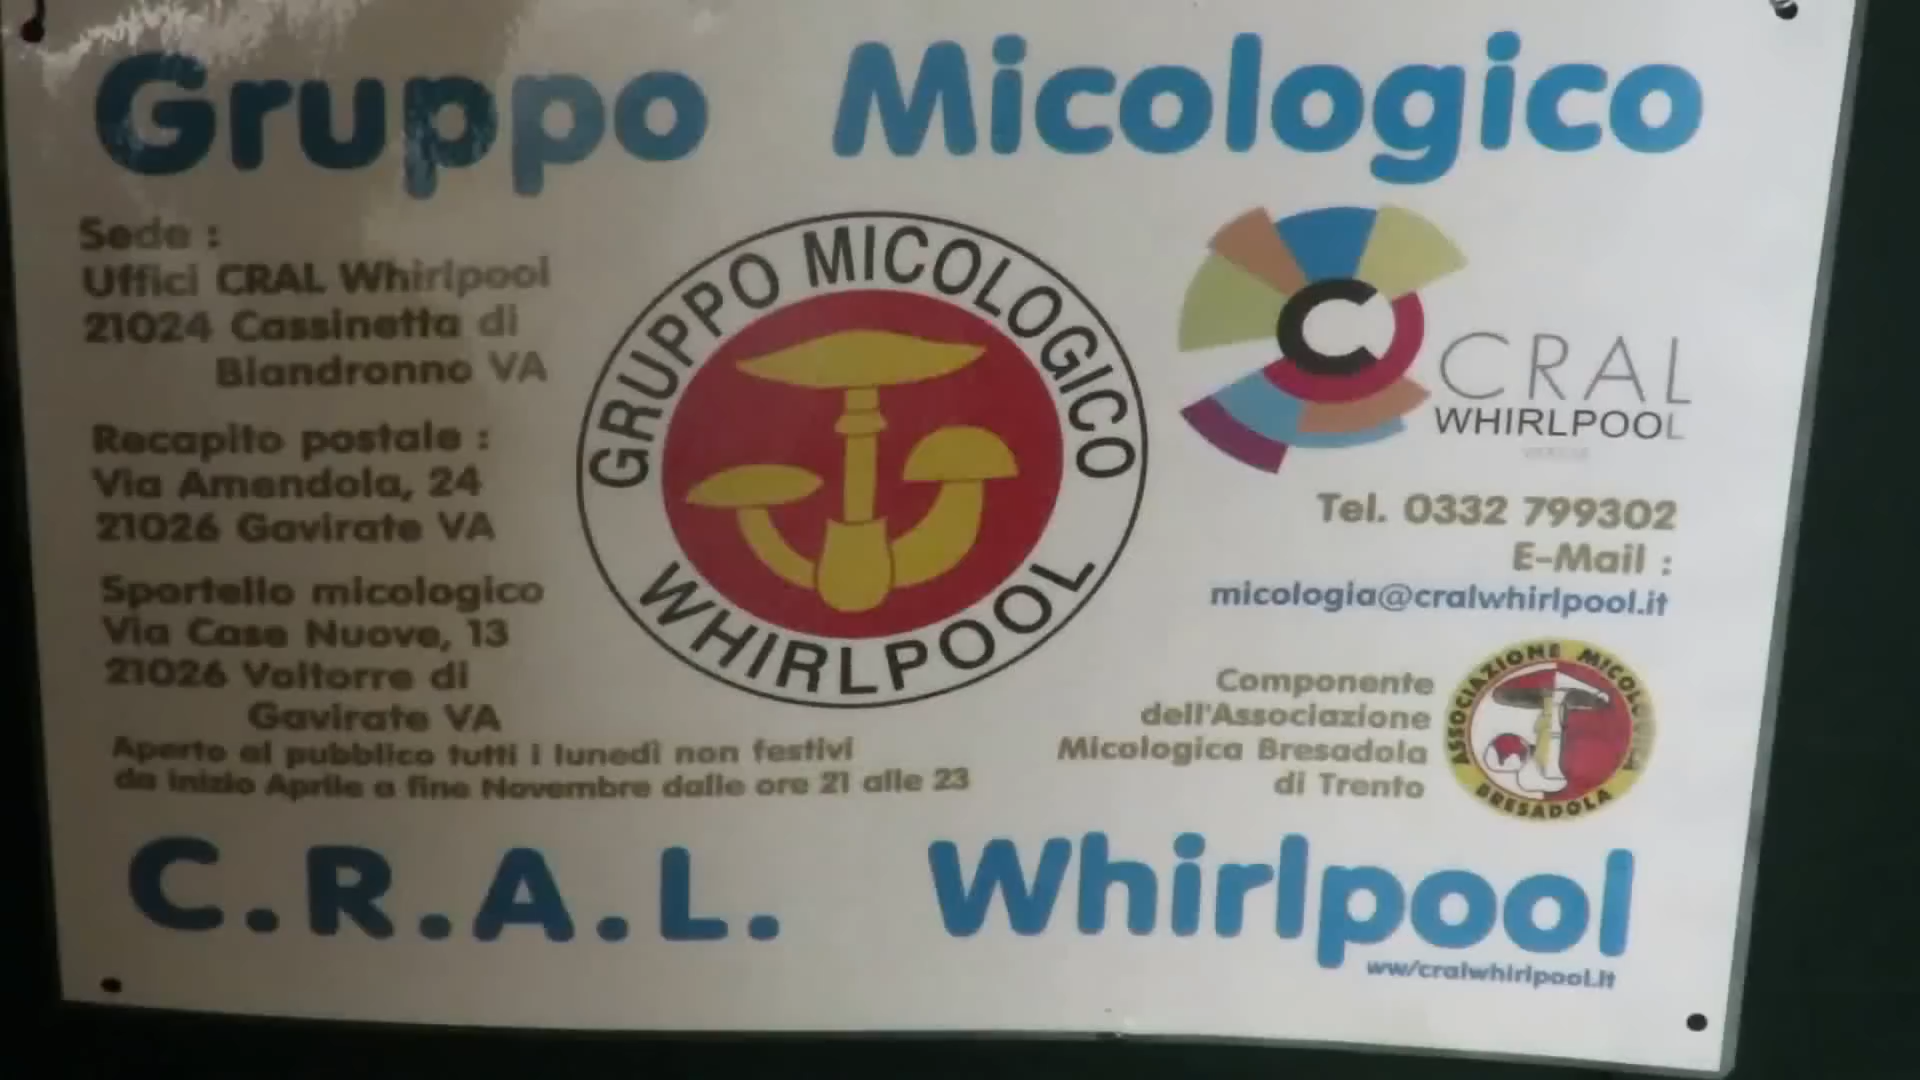 Gruppo Micologico
Sede :
Uffici CRAL Whirlpool
21024 Cassinetta di
Biandronno VA
Recapito postale :
Via Amendola, 24
21026 Gavirate VA
Sportello micologico
Via Case Nuove, 13
21026 Voltorre di
Gavirate VA
Aperto al pubblico tutti i lunedì non festivi
da inizio Aprile a fine Novembre dalle ore 21 alle 23
GRUPPO MICOLOGICO
WHIRLPOOL
C
CRAL
WHIRLPOOL
Tel. 0332 799302
E-Mail :
micologia@cralwhirlpool.it
Componente
dell'Associazione
Micologica Bresadola
di Trento
ASSOCIAZIONE MICOLOGICA
BRESADOLA
C.R.A.L. Whirlpool
ww/cralwhirlpool.it